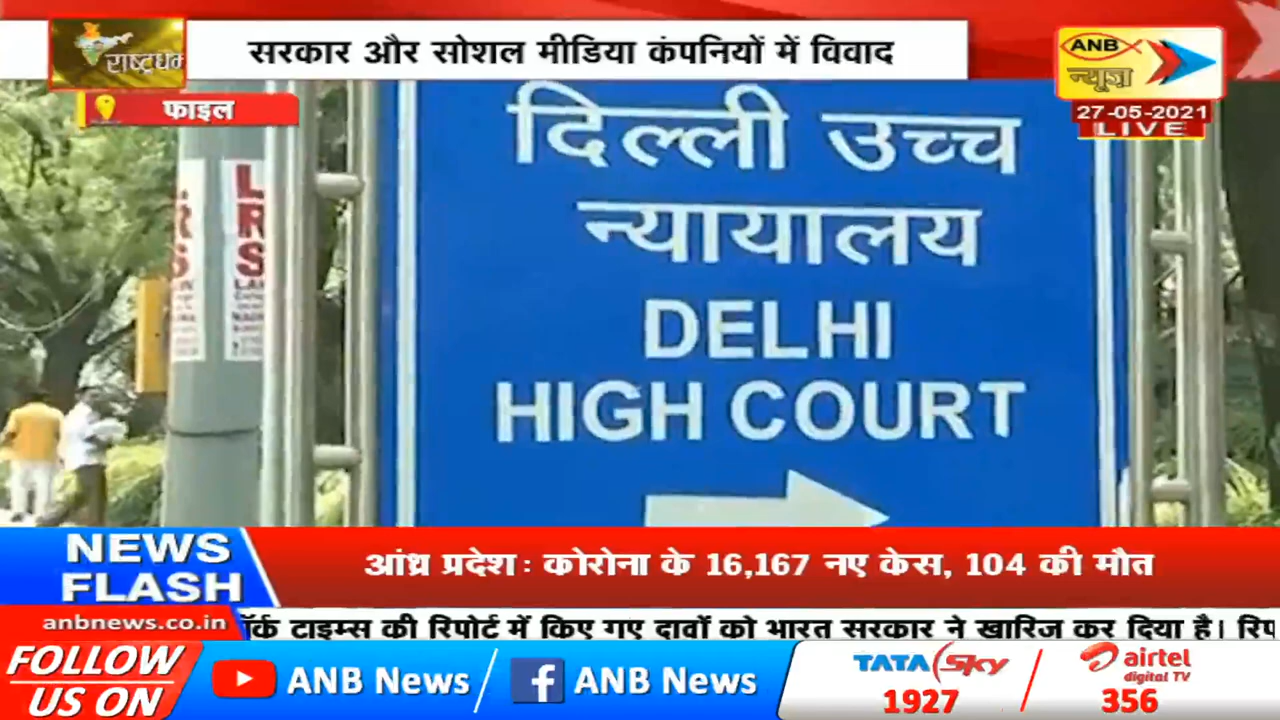 राष्ट्रधर्म
सरकार और सोशल मीडिया कंपनियों में विवाद
ANB
न्यूज़
27-05-2021
LIVE
फाइल
दिल्ली उच्च
न्यायालय
DELHI
HIGH COURT
L
R
S
NEWS
FLASH
आंध्र प्रदेश: कोरोना के 16,167 नए केस, 104 की मौत
anbnews.co.in
टाइम्स की रिपोर्ट में किए गए दावों को भारत सरकार ने खारिज कर दिया है।
FOLLOW
US ON
ANB News
ANB News
TATA Sky
1927
airtel
digital TV
356